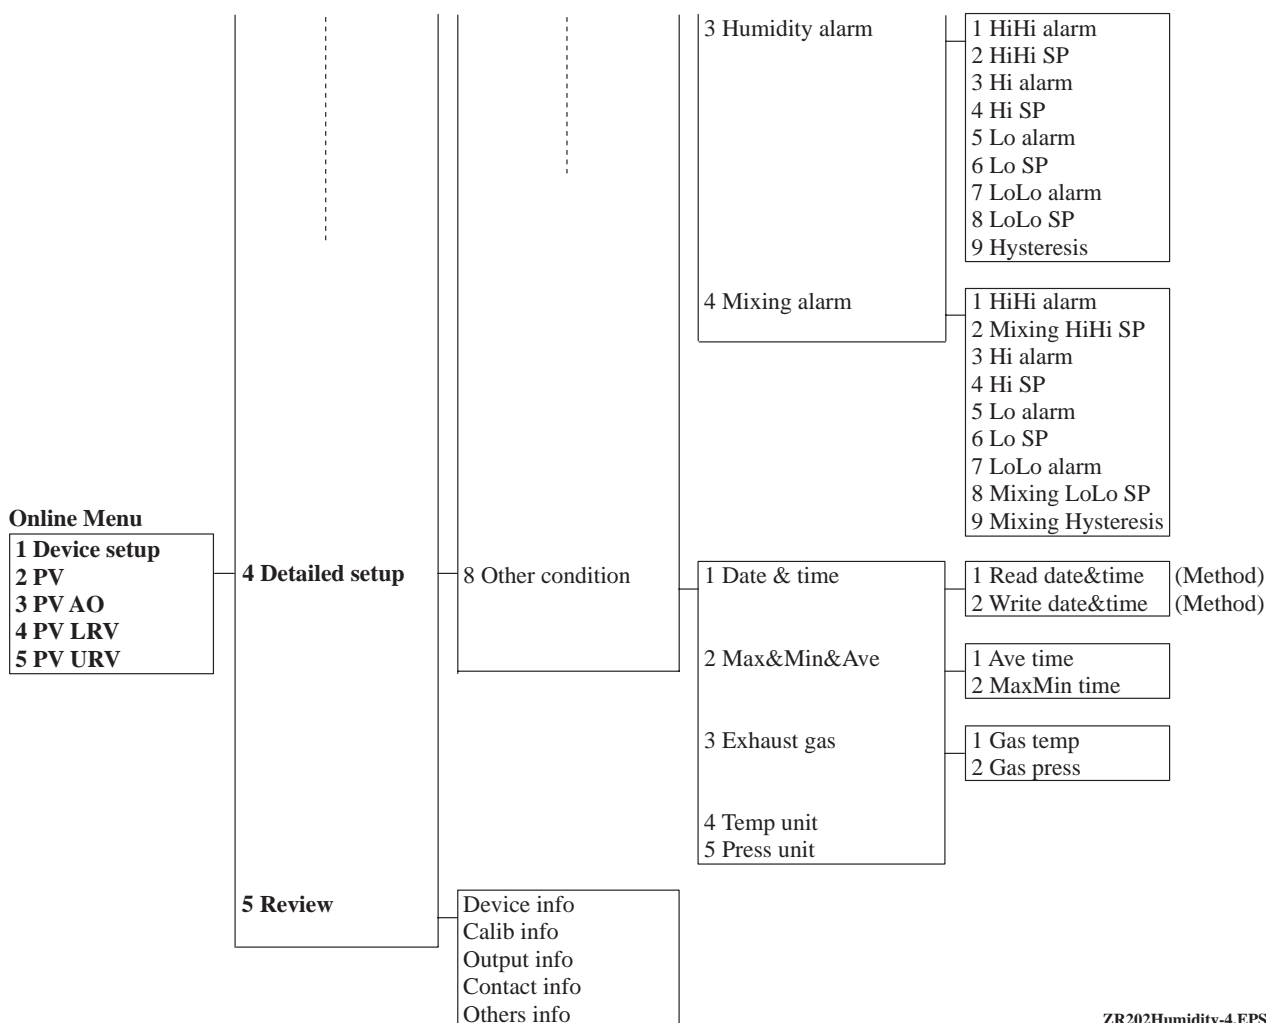 3 Humidity alarm
1 HiHi alarm
2 HiHi SP
3 Hi alarm
4 Hi SP
5 Lo alarm
6 Lo SP
7 LoLo alarm
8 LoLo SP
9 Hysteresis
4 Mixing alarm
1 HiHi alarm
2 Mixing HiHi SP
3 Hi alarm
4 Hi SP
5 Lo alarm
6 Lo SP
7 LoLo alarm
8 Mixing LoLo SP
9 Mixing Hysteresis
Online Menu
1 Device setup
2 PV
3 PV AO
4 PV LRV
5 PV URV
4 Detailed setup
8 Other condition
1 Date & time
1 Read date&time (Method)
2 Write date&time (Method)
2 Max&Min&Ave
1 Ave time
2 MaxMin time
3 Exhaust gas
1 Gas temp
2 Gas press
4 Temp unit
5 Press unit
5 Review
Device info
Calib info
Output info
Contact info
Others info
ZR202Humidity-4.EPS